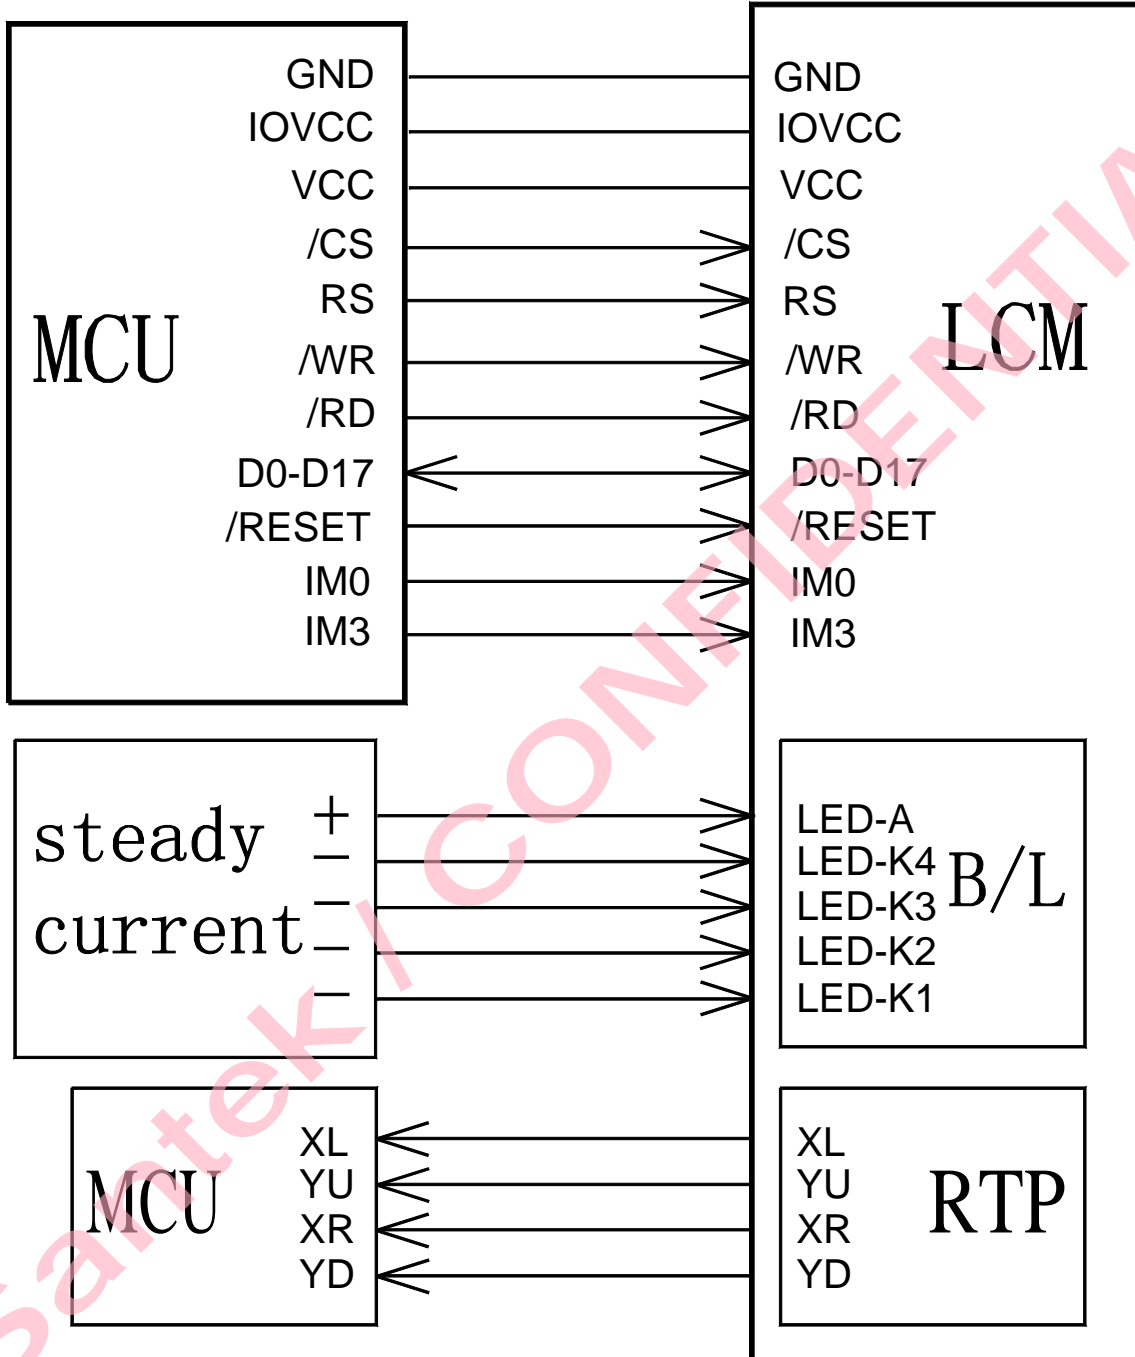 GND GND
IOVCC IOVCC
VCC VCC
/CS /CS
RS RS
MCU LCM
/WR /WR
/RD /RD
D0-D17 D0-D17
/RESET /RESET
IM0 IM0
IM3 IM3
steady +
current −
−
−
−
LED-A
LED-K4
B/L
LED-K3
LED-K2
LED-K1
XL XL
YU YU
MCU RTP
XR XR
YD YD
Santek / CONFIDENTIA